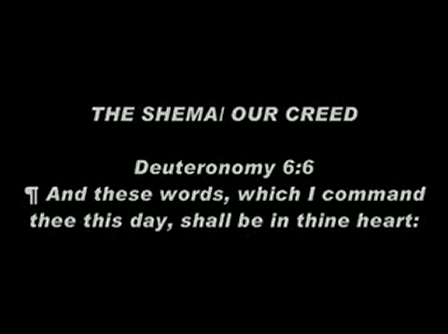 THE SHEMA/ OUR CREED
Deuteronomy 6:6
¶ And these words, which I command
thee this day, shall be in thine heart: